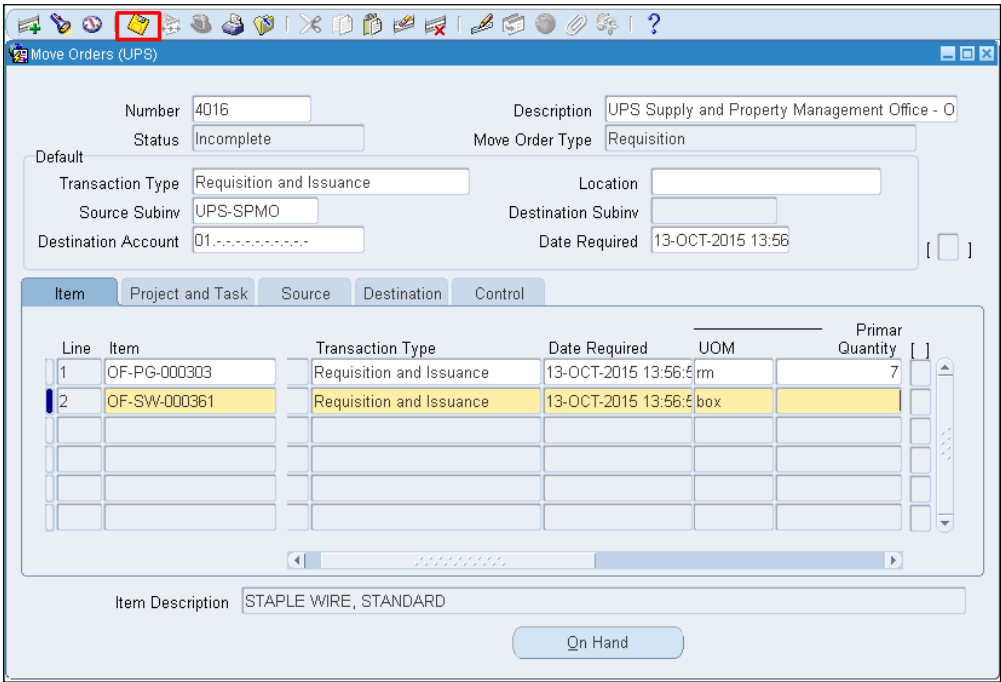 ?
Move Orders (UPS)
Number 4016 Description UPS Supply and Property Management Office - O
Status Incomplete Move Order Type Requisition
Default
Transaction Type Requisition and Issuance Location
Source Subinv UPS-SPMO Destination Subinv
Destination Account 01.-.-.-.-.-.-.-.-.-.- Date Required 13-OCT-2015 13:56
[ ]
Item Project and Task Source Destination Control
Primar
Line Item Transaction Type Date Required UOM Quantity [ ]
1 OF-PG-000303 Requisition and Issuance 13-OCT-2015 13:56:5 rm 7
2 OF-SW-000361 Requisition and Issuance 13-OCT-2015 13:56:5 box
Item Description STAPLE WIRE, STANDARD
On Hand